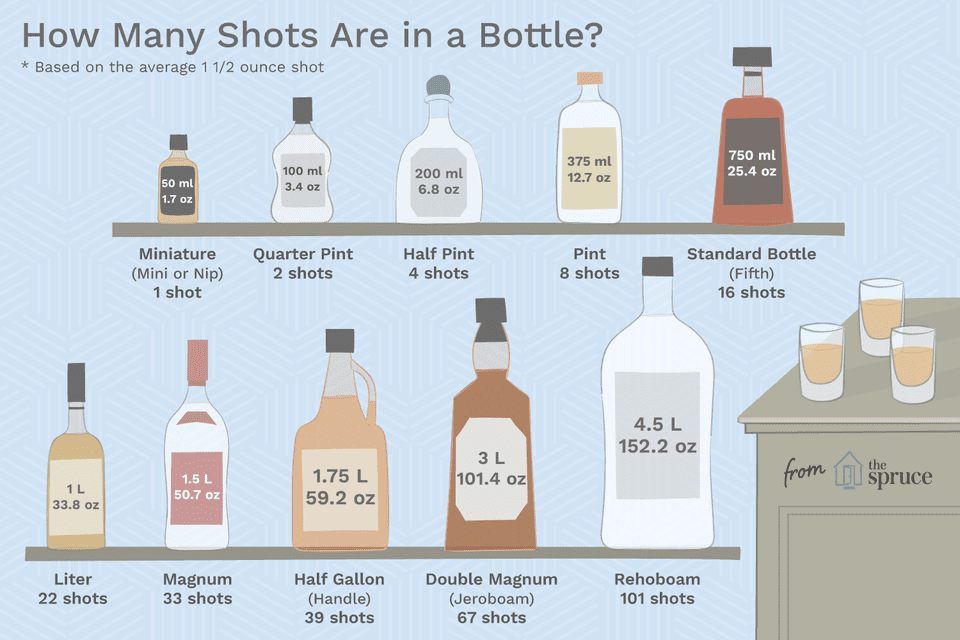 How Many Shots Are in a Bottle?
* Based on the average 1 1/2 ounce shot
50 ml
1.7 oz
100 ml
3.4 oz
200 ml
6.8 oz
375 ml
12.7 oz
750 ml
25.4 oz
Miniature
(Mini or Nip)
1 shot
Quarter Pint
2 shots
Half Pint
4 shots
Pint
8 shots
Standard Bottle
(Fifth)
16 shots
1 L
33.8 oz
1.5 L
50.7 oz
1.75 L
59.2 oz
3 L
101.4 oz
4.5 L
152.2 oz
Liter
22 shots
Magnum
33 shots
Half Gallon
(Handle)
39 shots
Double Magnum
(Jeroboam)
67 shots
Rehoboam
101 shots
from
the
spruce